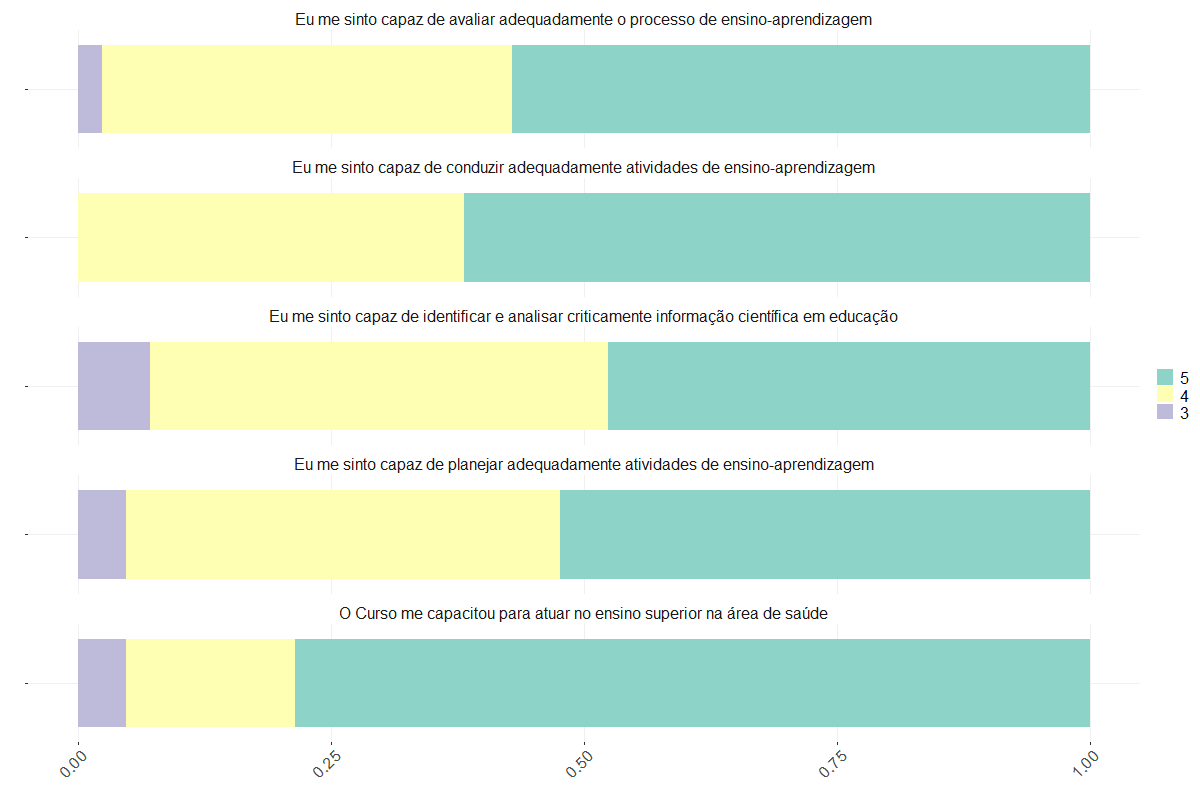 Eu me sinto capaz de avaliar adequadamente o processo de ensino-aprendizagem
Eu me sinto capaz de conduzir adequadamente atividades de ensino-aprendizagem
Eu me sinto capaz de identificar e analisar criticamente informação científica em educação
5
4
3
Eu me sinto capaz de planejar adequadamente atividades de ensino-aprendizagem
O Curso me capacitou para atuar no ensino superior na área de saúde
0.00
0.25
0.50
0.75
1.00